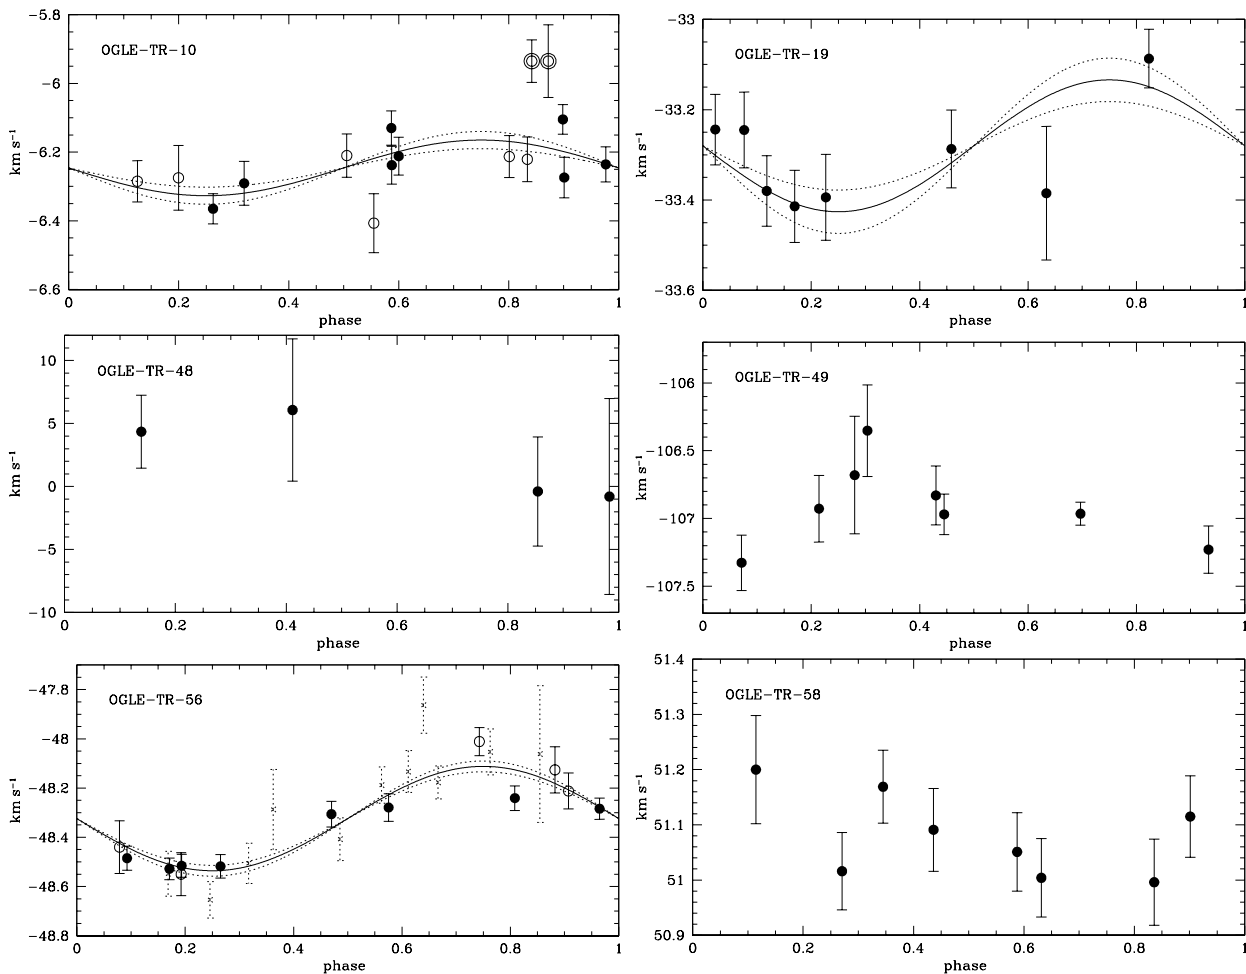 OGLE-TR-10
km s⁻¹
-5.8
-6
-6.2
-6.4
-6.6
0 0.2 0.4 0.6 0.8 1
phase
OGLE-TR-19
km s⁻¹
-33
-33.2
-33.4
-33.6
0 0.2 0.4 0.6 0.8 1
phase
OGLE-TR-48
km s⁻¹
10
5
0
-5
-10
0 0.2 0.4 0.6 0.8 1
phase
OGLE-TR-49
km s⁻¹
-106
-106.5
-107
-107.5
0 0.2 0.4 0.6 0.8 1
phase
OGLE-TR-56
km s⁻¹
-47.8
-48
-48.2
-48.4
-48.6
-48.8
0 0.2 0.4 0.6 0.8 1
phase
OGLE-TR-58
km s⁻¹
51.4
51.3
51.2
51.1
51
50.9
0 0.2 0.4 0.6 0.8 1
phase